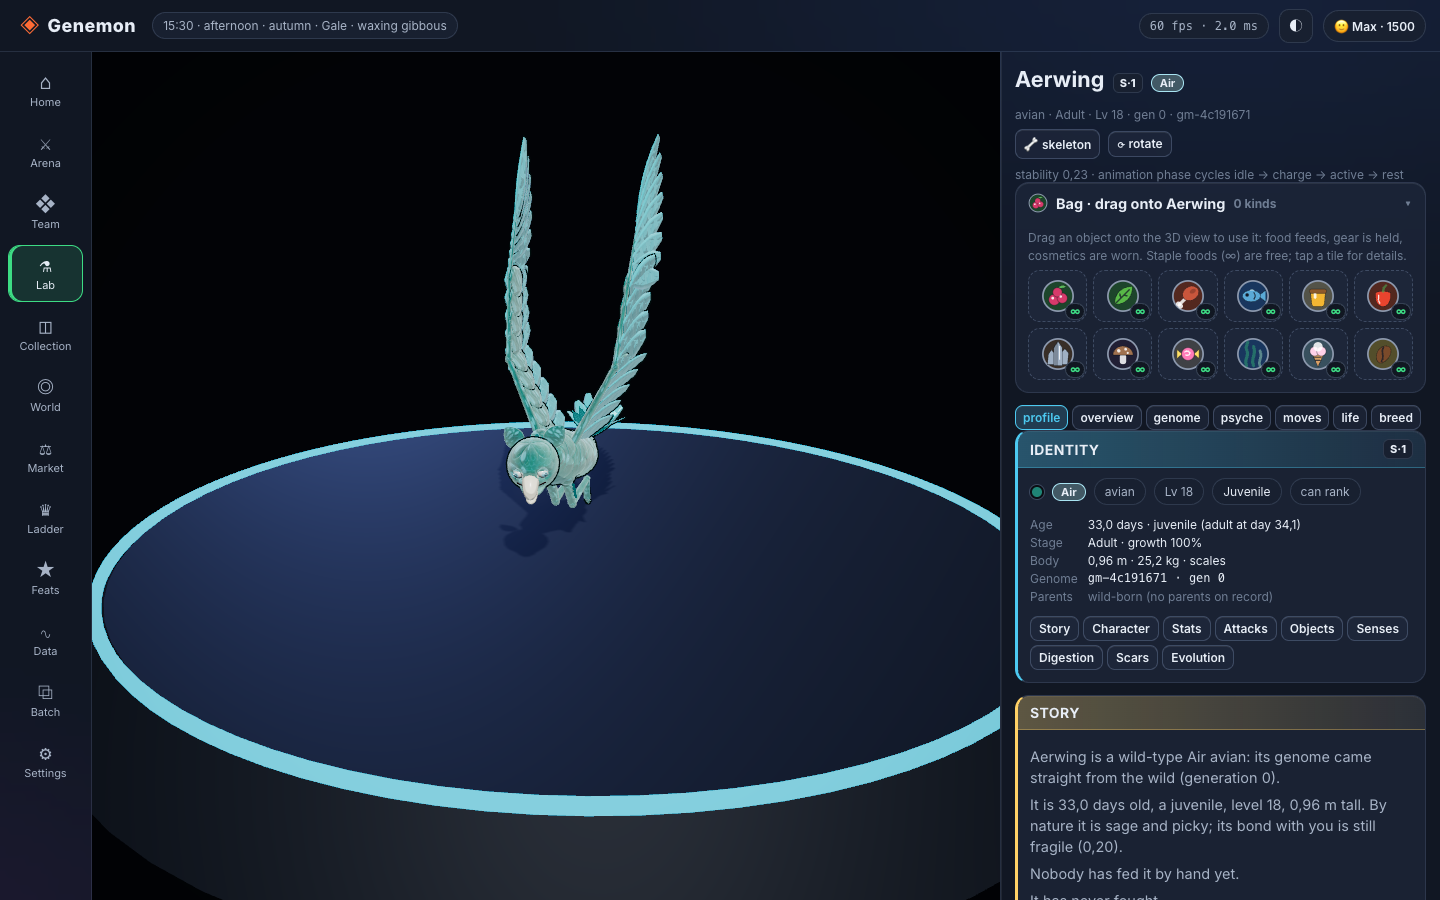 Genemon
15:30 · afternoon · autumn · Gale · waxing gibbous
60 fps · 2.0 ms
Max · 1500
Home
Arena
Team
Lab
Collection
World
Market
Ladder
Feats
Data
Batch
Settings
Aerwing S·1 Air
avian · Adult · Lv 18 · gen 0 · gm-4c191671
skeleton rotate
stability 0,23 · animation phase cycles idle → charge → active → rest
Bag · drag onto Aerwing 0 kinds
Drag an object onto the 3D view to use it: food feeds, gear is held,
cosmetics are worn. Staple foods (∞) are free; tap a tile for details.
∞ ∞ ∞ ∞ ∞ ∞
∞ ∞ ∞ ∞ ∞ ∞
profile overview genome psyche moves life breed
IDENTITY S·1
Air avian Lv 18 Juvenile can rank
Age 33,0 days · juvenile (adult at day 34,1)
Stage Adult · growth 100%
Body 0,96 m · 25,2 kg · scales
Genome gm-4c191671 · gen 0
Parents wild-born (no parents on record)
Story Character Stats Attacks Objects Senses
Digestion Scars Evolution
STORY
Aerwing is a wild-type Air avian: its genome came
straight from the wild (generation 0).
It is 33,0 days old, a juvenile, level 18, 0,96 m tall. By
nature it is sage and picky; its bond with you is still
fragile (0,20).
Nobody has fed it by hand yet.
It has never fought